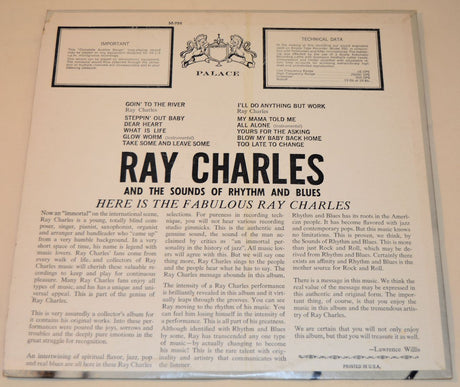 M-754
IMPORTANT
TECHNICAL DATA
PALACE
GOIN' TO THE RIVER
Ray Charles
STEPPIN' OUT BABY
DEAR HEART
WHAT IS LIFE
GLOW WORM (Instrumental)
TAKE SOME AND LEAVE SOME
I'LL DO ANYTHING BUT WORK
Ray Charles
MY MAMA TOLD ME
ALL ALONE (Instrumental)
YOURS FOR THE ASKING
BLOW MY BABY BACK HOME
TOO LATE TO CHANGE
RAY CHARLES
AND THE SOUNDS OF RHYTHM AND BLUES
HERE IS THE FABULOUS RAY CHARLES
Now an "immortal" on the international scene,
Ray Charles is a young, totally blind com-
poser, singer, pianist, saxophonist, organist
and arranger and bandleader who "came up"
from a very humble background. In a very
short space of time, his name is legend with
music lovers. Ray Charles' fans come from
every walk of life and collectors of Ray
Charles' music will cherish these valuable re-
cordings to keep and play for continuous
pleasure. Many Ray Charles fans enjoy all
types of music, and his has a unique and uni-
versal appeal. This is part of the genius of
Ray Charles.
This is very assuredly a collector's album for
it contains his original works. Into these per-
formances were poured the joys, sorrows and
troubles and the deeply pure emotions in the
great struggle for recognition.
An intertwining of spiritual flavor, jazz, pop
and real blues are all here in these Ray Charles
selections. For pureness in recording tech-
nique, you will not hear various recording
studio gimmicks. This is the authentic and
genuine sound, the sound of the man ac-
claimed by critics as "an immortal per-
sonality in the history of jazz". All music lov-
ers will agree with this. But we will say one
thing more, Ray Charles sings to the people
and the people hear what he has to say. The
Ray Charles message abounds in this album.
The intensity of a Ray Charles performance
is brilliantly revealed in this album and it vir-
tually leaps through the grooves. You can see
Ray moving to the rhythm of his music. You
can feel him losing himself in the intensity of
a performance. This is all part of his greatness.
Although identified with Rhythm and Blues
music, Ray has transcended any one type of
music—by actually changing to become all
music! This is the rare talent with originality
and artistry that communicates with the
listener
Rhythm and Blues has its roots in the Ameri-
can people. It has become flavored with jazz
and contemporary pop. But this music knows
no limitations. This is proven, we think, by the
Sounds of Rhythm and Blues. This is more
than just Rock and Roll, which may be de-
rived from Rhythm and Blues. Certainly there
exists an affinity and Rhythm and Blues is the
mother source for Rock and Roll.
There is a message in this music. We think the
real value of the message may be expressed in
this authentic and original form. The impor-
tant thing, of course, is that you enjoy the
music in this album and the tremendous artis-
try of Ray Charles.
We are certain that you will not only enjoy
this album, but that you will treasure it as well.
—Lawrence Willis
PRINTED IN U.S.A.